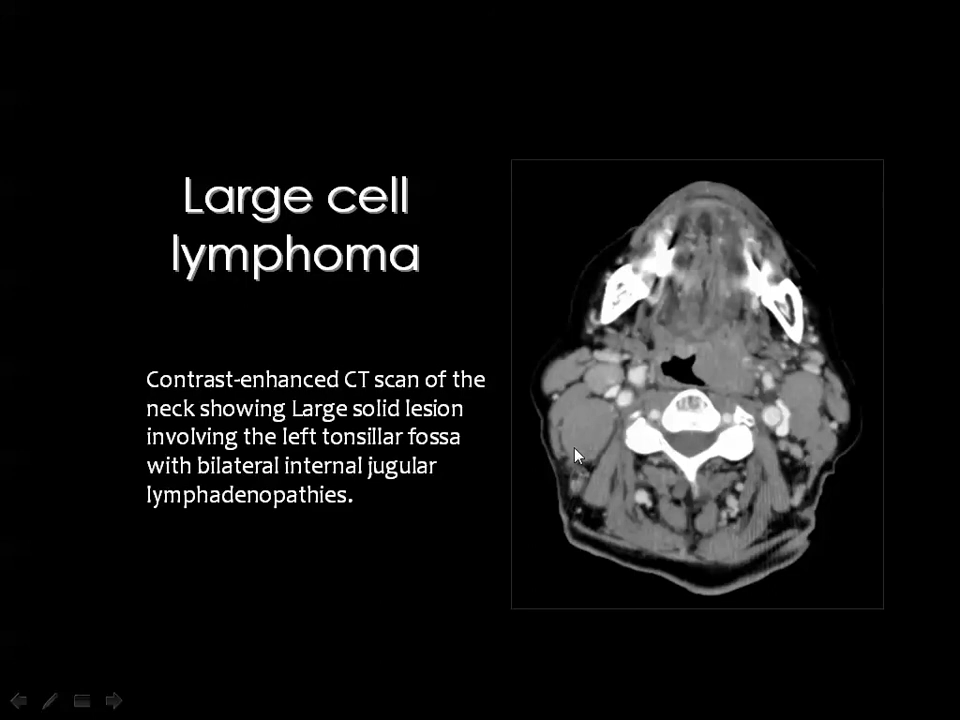 Large cell
lymphoma
Contrast-enhanced CT scan of the
neck showing Large solid lesion
involving the left tonsillar fossa
with bilateral internal jugular
lymphadenopathies.